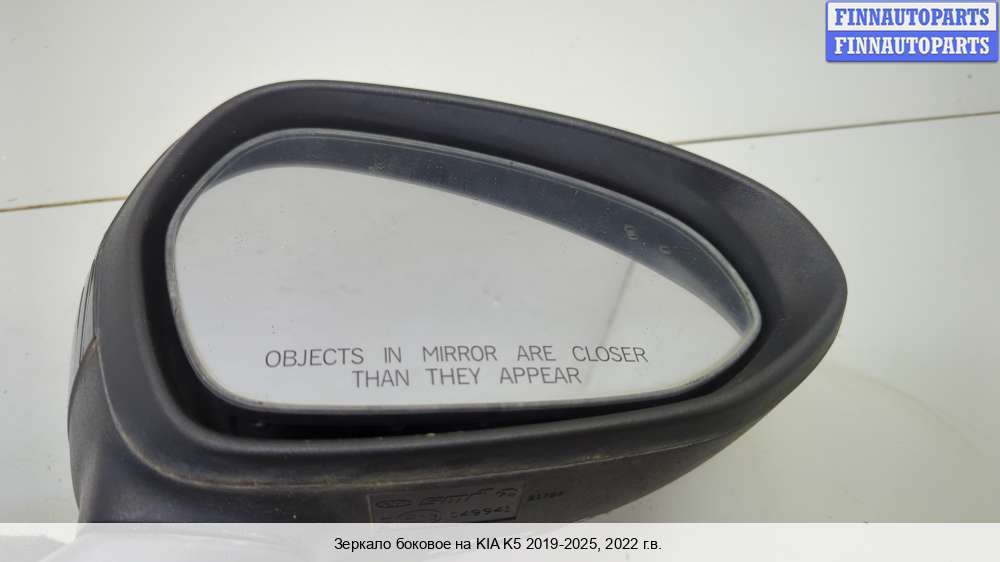 FINNAUTOPARTS
FINNAUTOPARTS
OBJECTS IN MIRROR ARE CLOSER
THAN THEY APPEAR
Зеркало боковое на KIA K5 2019-2025, 2022 г.в.